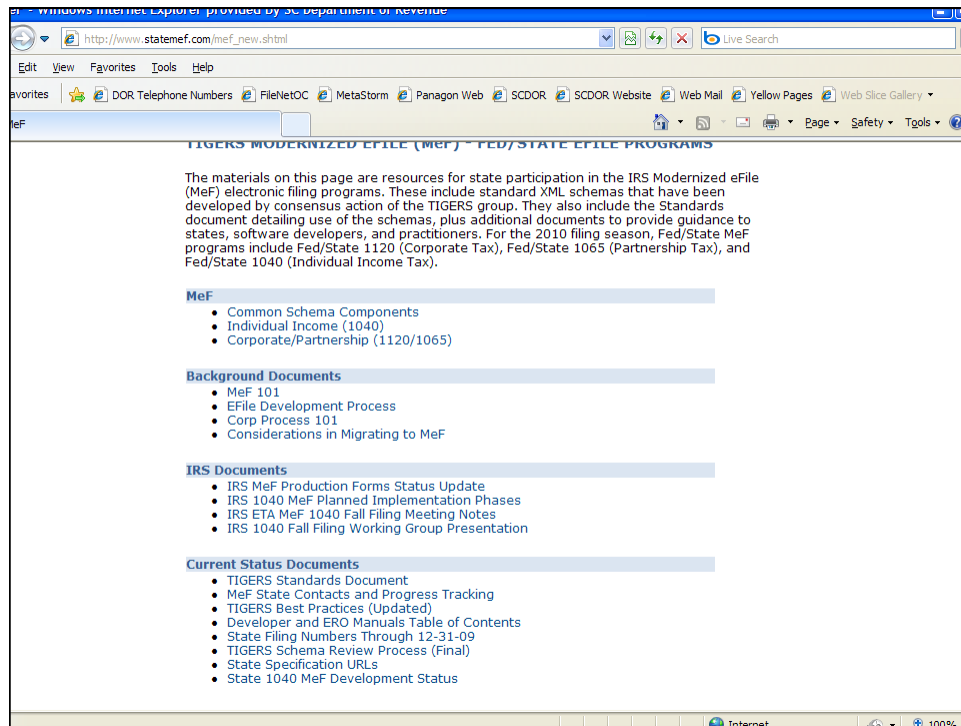 er - Windows Internet Explorer provided by SC Department of Revenue
http://www.statemef.com/mef_new.shtml
Live Search
Edit View Favorites Tools Help
avorites DOR Telephone Numbers FileNetOC MetaStorm Panagon Web SCDOR SCDOR Website Web Mail Yellow Pages Web Slice Gallery
MeF
Page Safety Tools
TIGERS MODERNIZED EFILE (MeF) - FED/STATE EFILE PROGRAMS
The materials on this page are resources for state participation in the IRS Modernized eFile
(MeF) electronic filing programs. These include standard XML schemas that have been
developed by consensus action of the TIGERS group. They also include the Standards
document detailing use of the schemas, plus additional documents to provide guidance to
states, software developers, and practitioners. For the 2010 filing season, Fed/State MeF
programs include Fed/State 1120 (Corporate Tax), Fed/State 1065 (Partnership Tax), and
Fed/State 1040 (Individual Income Tax).
MeF
• Common Schema Components
• Individual Income (1040)
• Corporate/Partnership (1120/1065)
Background Documents
• MeF 101
• EFile Development Process
• Corp Process 101
• Considerations in Migrating to MeF
IRS Documents
• IRS MeF Production Forms Status Update
• IRS 1040 MeF Planned Implementation Phases
• IRS ETA MeF 1040 Fall Filing Meeting Notes
• IRS 1040 Fall Filing Working Group Presentation
Current Status Documents
• TIGERS Standards Document
• MeF State Contacts and Progress Tracking
• TIGERS Best Practices (Updated)
• Developer and ERO Manuals Table of Contents
• State Filing Numbers Through 12-31-09
• TIGERS Schema Review Process (Final)
• State Specification URLs
• State 1040 MeF Development Status
Internet 100%